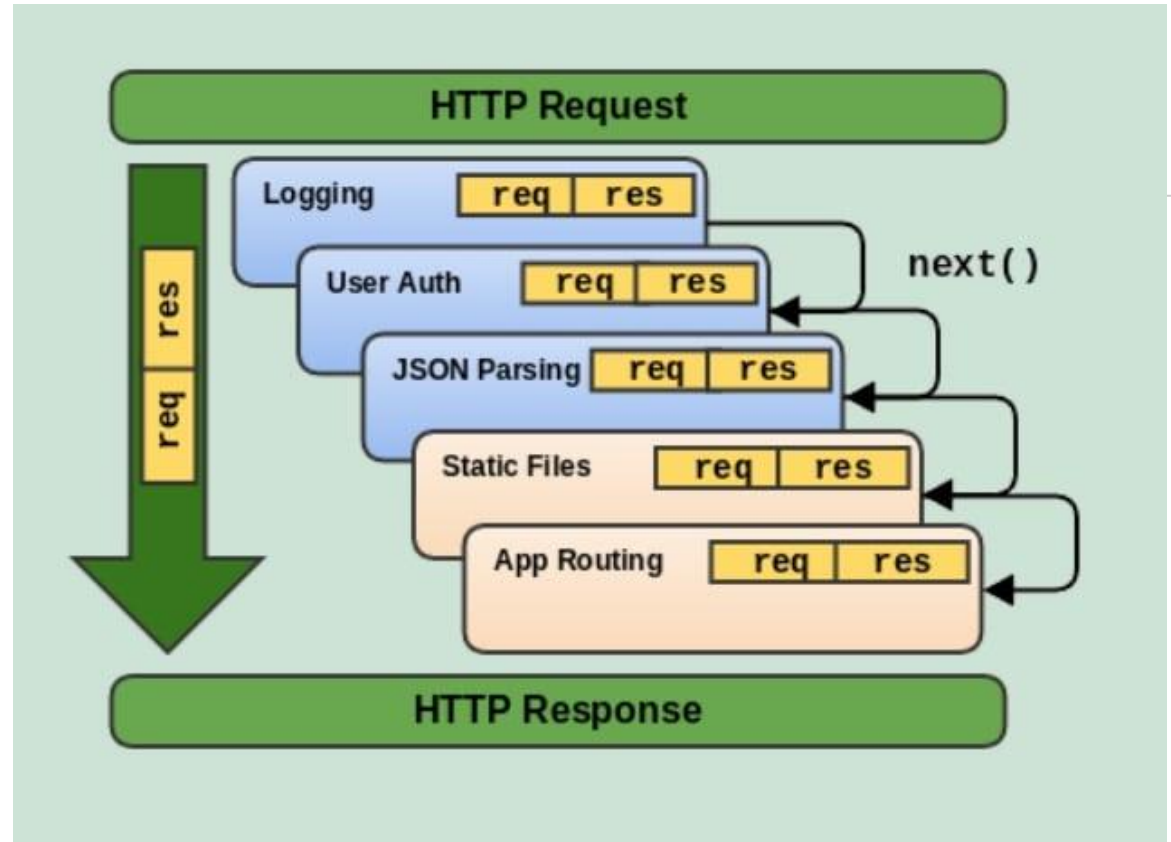 HTTP Request
Logging req res
next()
User Auth req res
res
JSON Parsing req res
req
Static Files req res
App Routing req res
HTTP Response